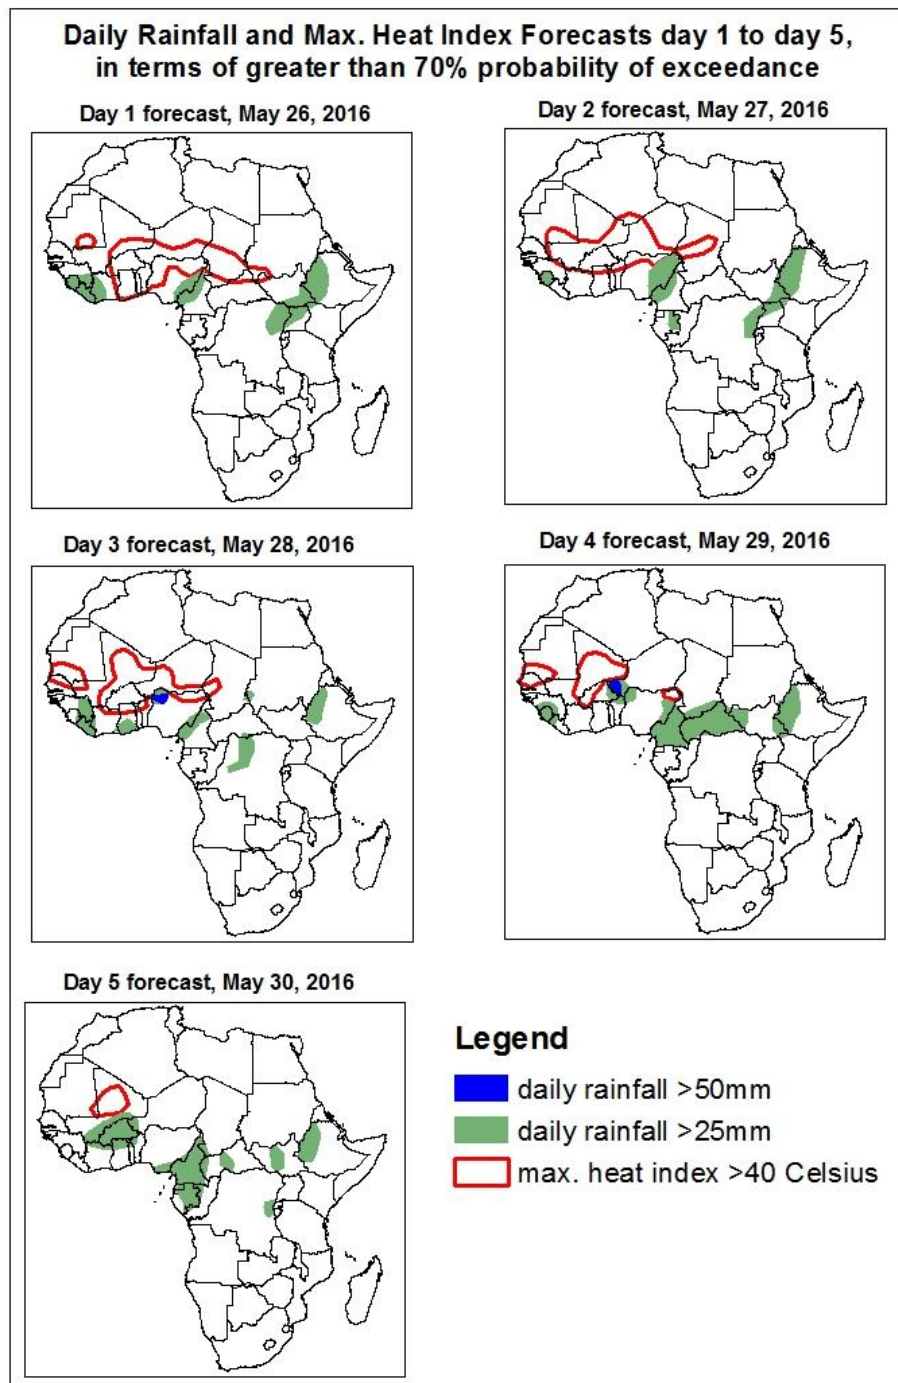 Daily Rainfall and Max. Heat Index Forecasts day 1 to day 5,
in terms of greater than 70% probability of exceedance
Day 1 forecast, May 26, 2016
Day 2 forecast, May 27, 2016
Day 3 forecast, May 28, 2016
Day 4 forecast, May 29, 2016
Day 5 forecast, May 30, 2016
Legend
daily rainfall >50mm
daily rainfall >25mm
max. heat index >40 Celsius